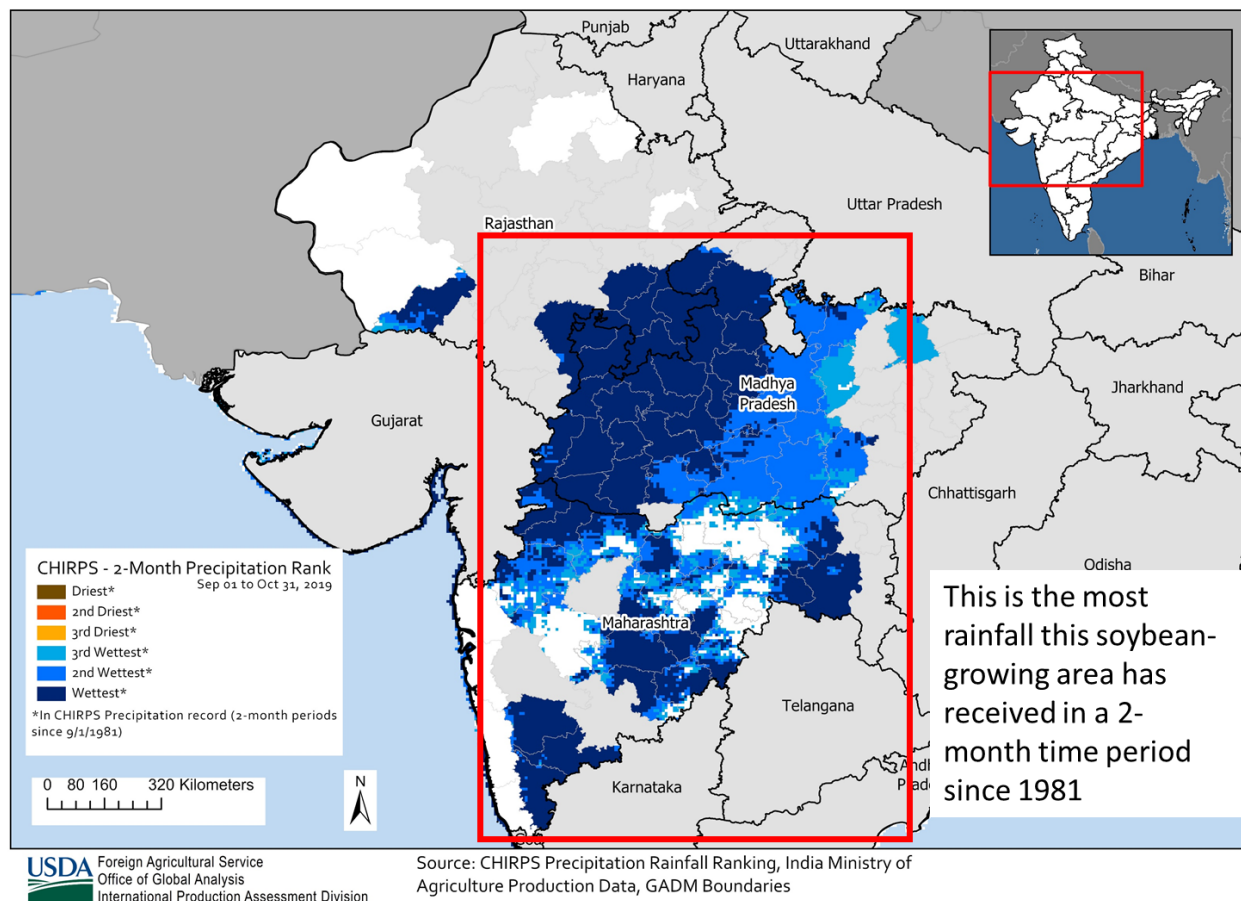 Punjab
Uttarakhand
Haryana
Rajasthan
Uttar Pradesh
Bihar
Madhya
Pradesh
Jharkhand
Gujarat
Chhattisgarh
Odisha
Maharashtra
Telangana
Karnataka
Goa
CHIRPS - 2-Month Precipitation Rank
Sep 01 to Oct 31, 2019
Driest*
2nd Driest*
3rd Driest*
3rd Wettest*
2nd Wettest*
Wettest*
*In CHIRPS Precipitation record (2-month periods
since 9/1/1981)
0 80 160 320 Kilometers
N
This is the most
rainfall this soybean-
growing area has
received in a 2-
month time period
since 1981
USDA
Foreign Agricultural Service
Office of Global Analysis
International Production Assessment Division
Source: CHIRPS Precipitation Rainfall Ranking, India Ministry of
Agriculture Production Data, GADM Boundaries